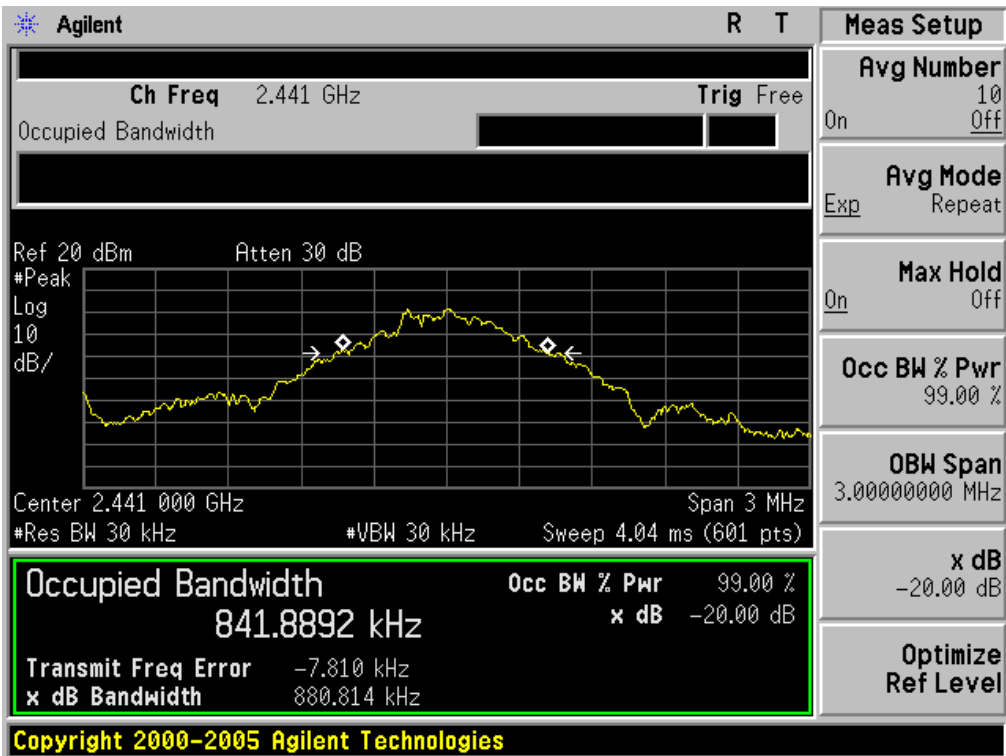 Agilent R T
Meas Setup
Ch Freq 2.441 GHz Trig Free
Occupied Bandwidth
Avg Number
10
On Off
Avg Mode
Exp Repeat
Max Hold
On Off
Occ BW % Pwr
99.00 %
OBW Span
3.00000000 MHz
x dB
-20.00 dB
Optimize
Ref Level
Ref 20 dBm Atten 30 dB
#Peak
Log
10
dB/
Center 2.441 000 GHz Span 3 MHz
#Res BW 30 kHz #VBW 30 kHz Sweep 4.04 ms (601 pts)
Occupied Bandwidth Occ BW % Pwr 99.00 %
841.8892 kHz x dB -20.00 dB
Transmit Freq Error -7.810 kHz
x dB Bandwidth 880.814 kHz
Copyright 2000-2005 Agilent Technologies